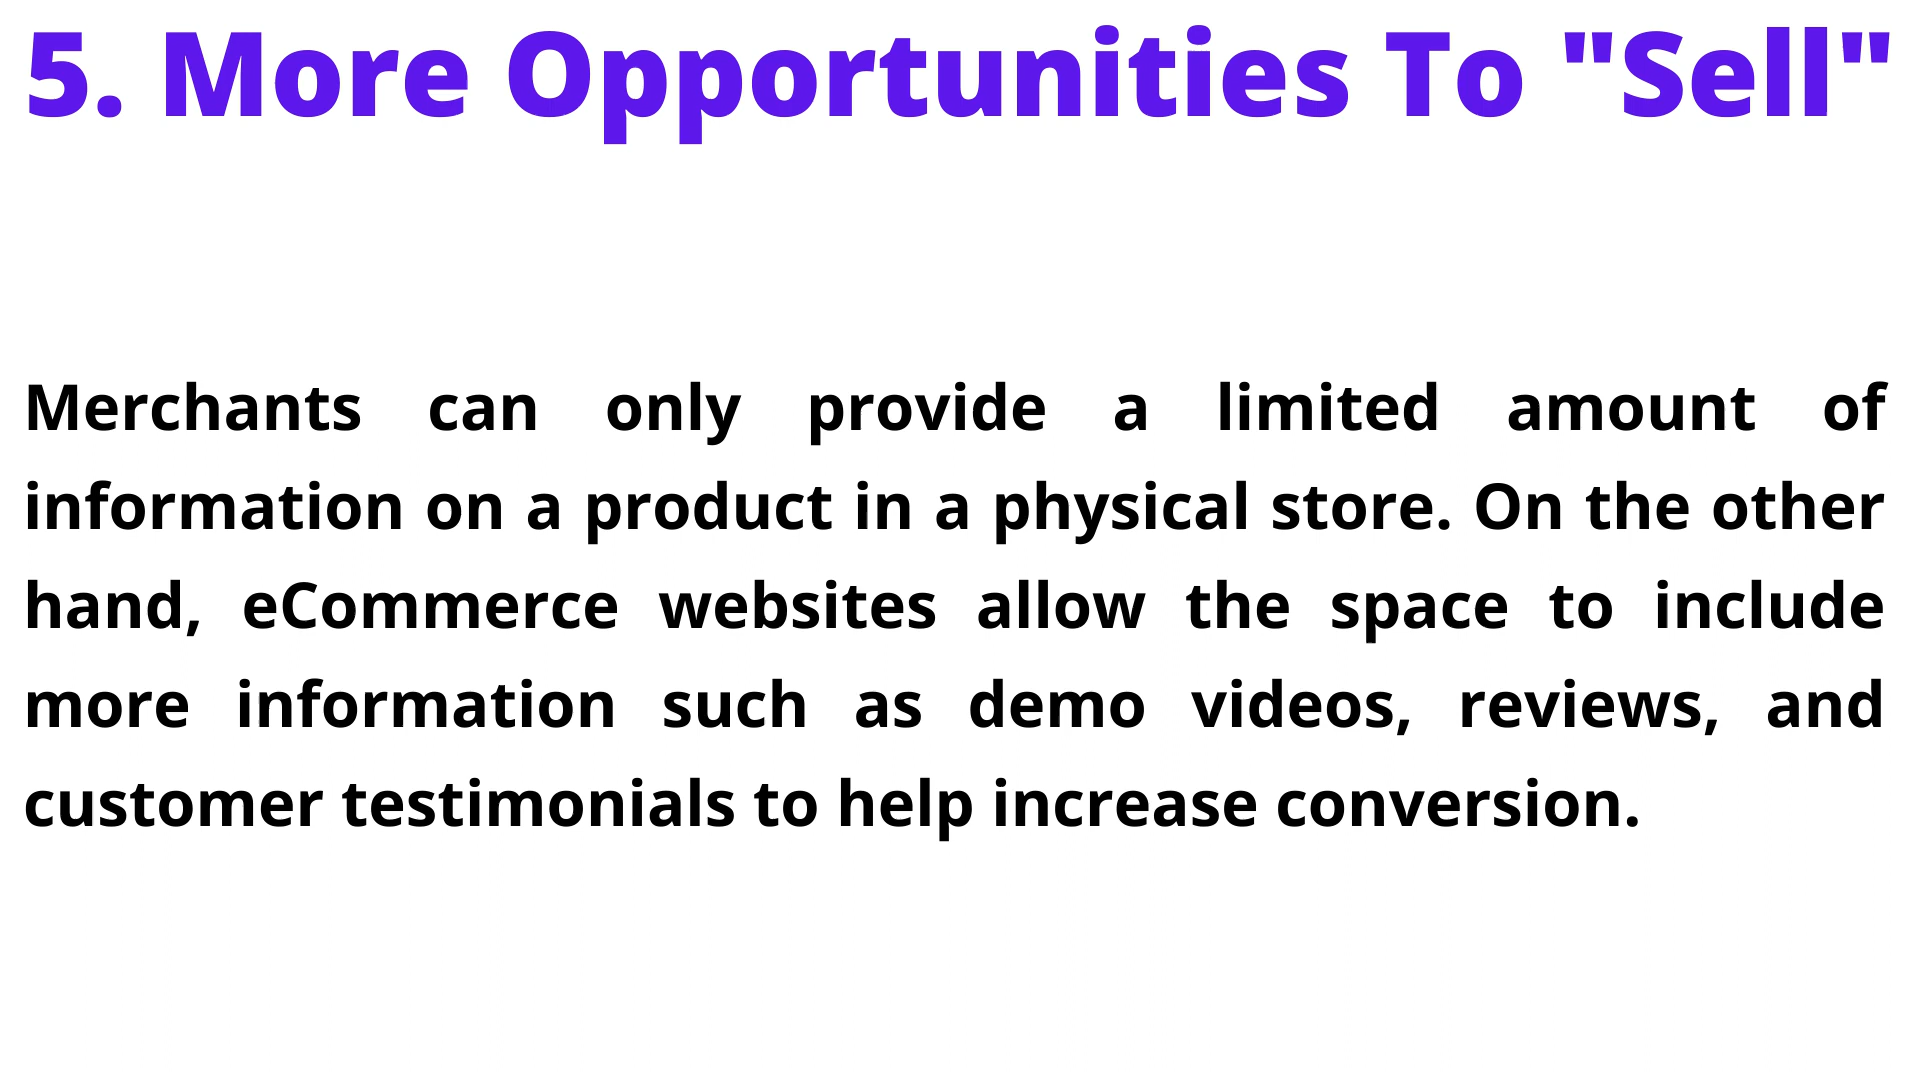 5. More Opportunities To "Sell"
Merchants can only provide a limited amount of
information on a product in a physical store. On the other
hand, eCommerce websites allow the space to include
more information such as demo videos, reviews, and
customer testimonials to help increase conversion.